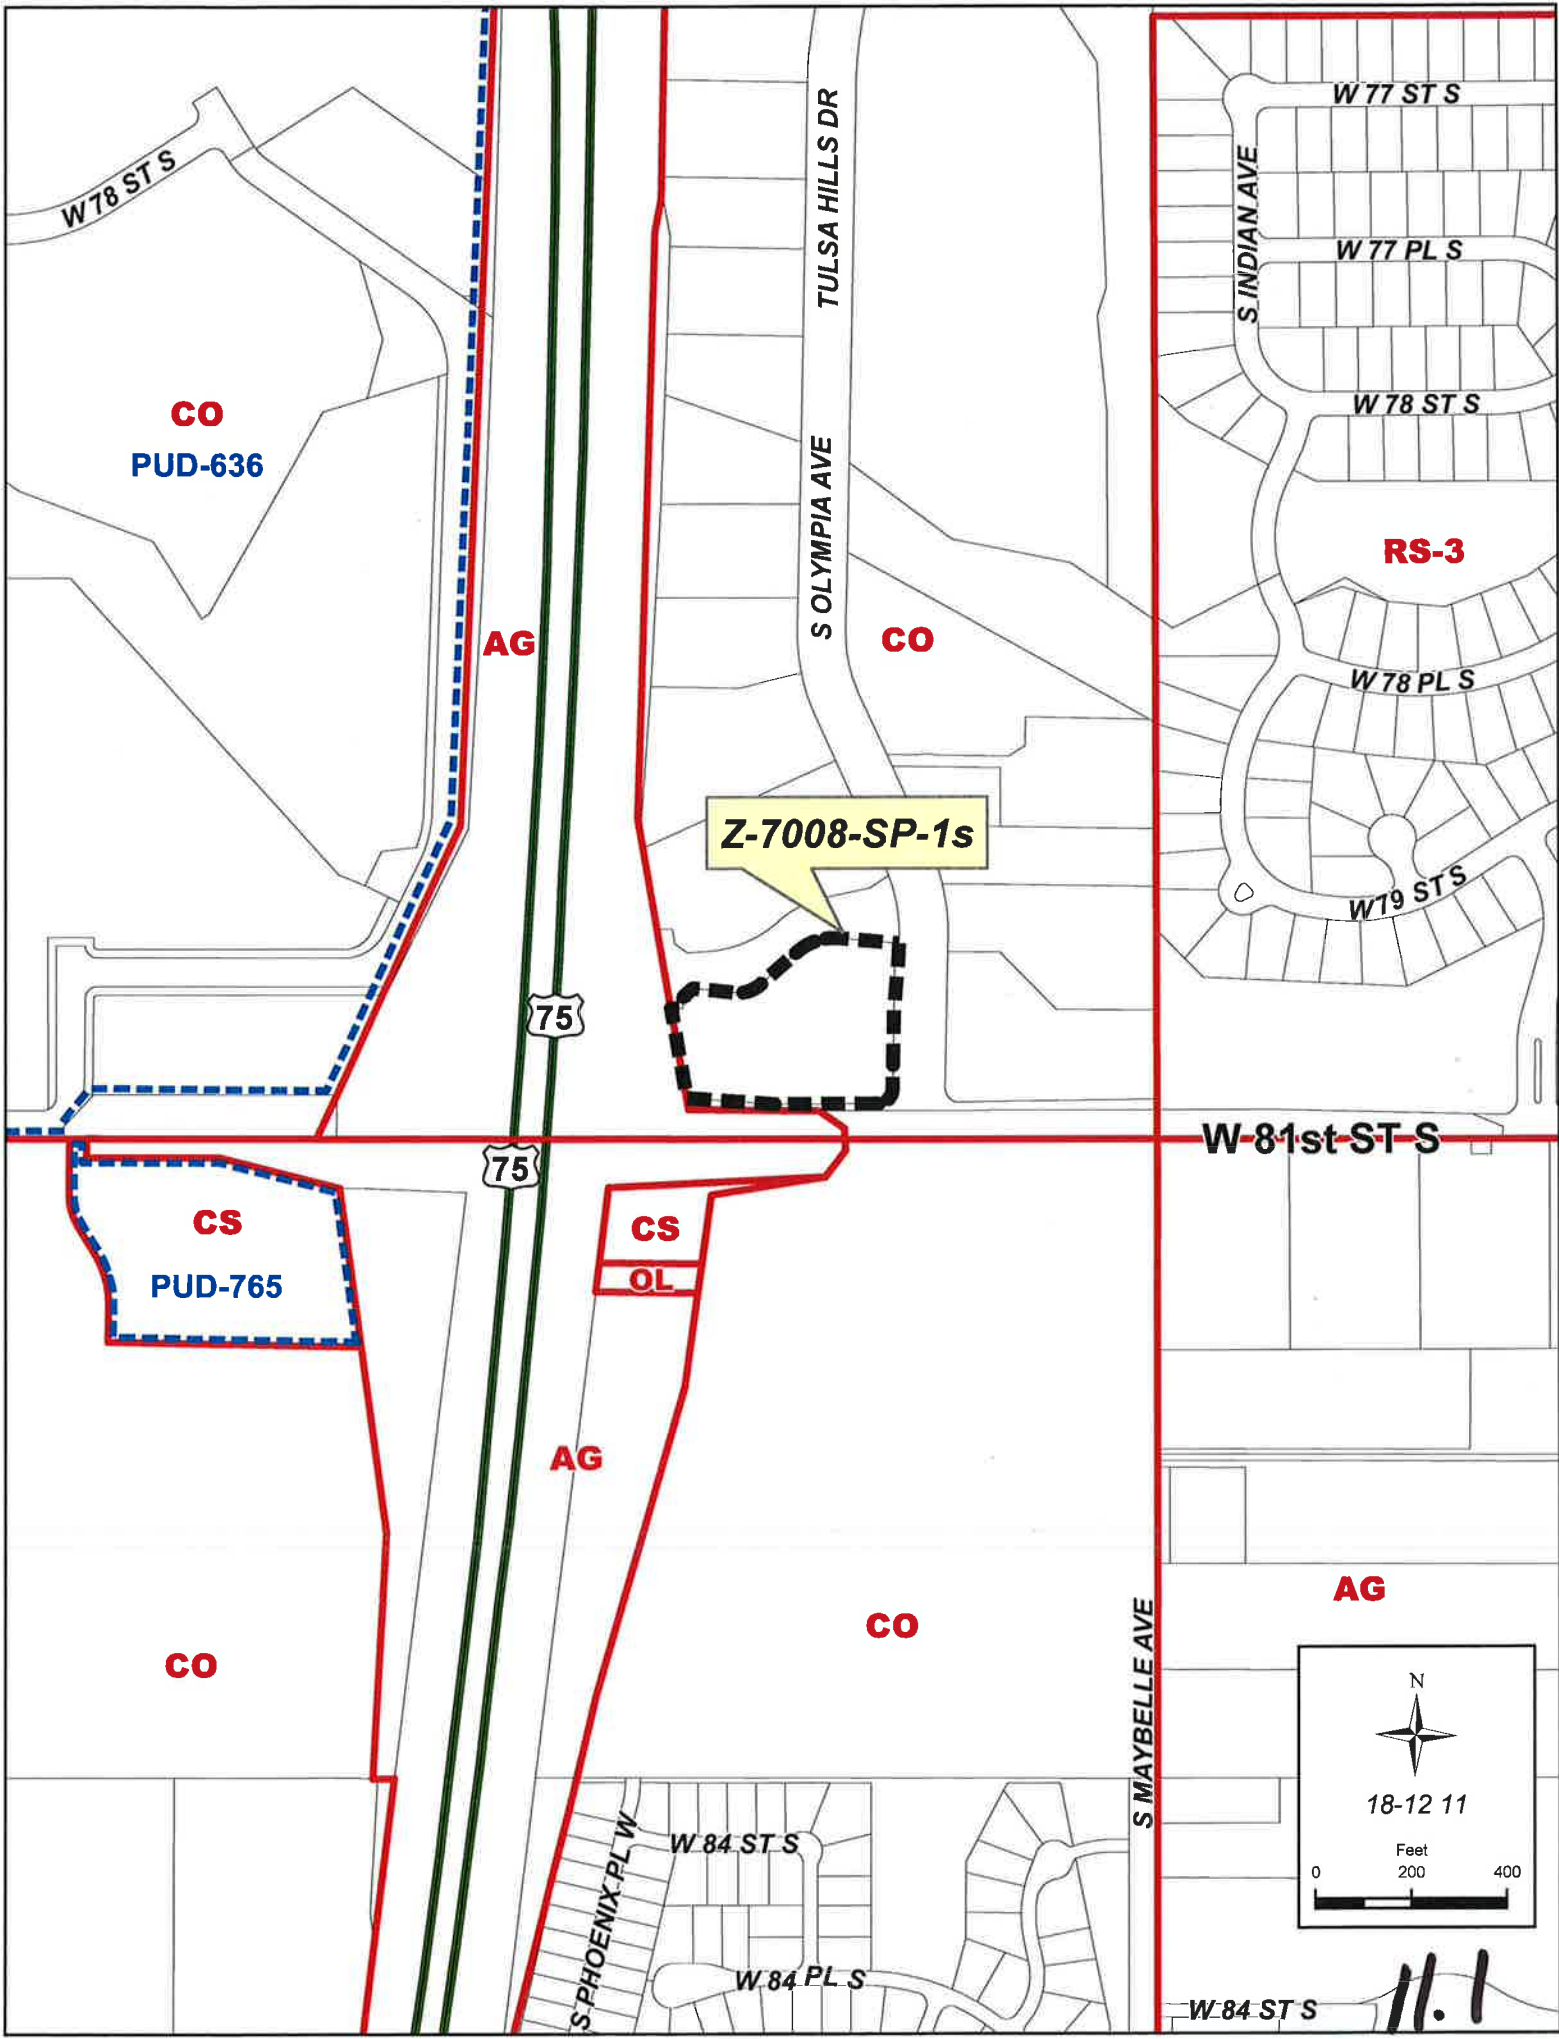 W 77 ST S
TULSA HILLS DR
W 78 ST S
S INDIAN AVE
W 77 PL S
CO
PUD-636
W 78 ST S
S OLYMPIA AVE
RS-3
AG
CO
W 78 PL S
Z-7008-SP-1s
W 79 ST S
75
W 81st ST S
75
CS
PUD-765
CS
OL
AG
AG
CO
CO
S MAYBELLE AVE
N
18-12 11
Feet
0 200 400
W 84 ST S
S PHOENIX PL W
W 84 PL S
W 84 ST S
11.1